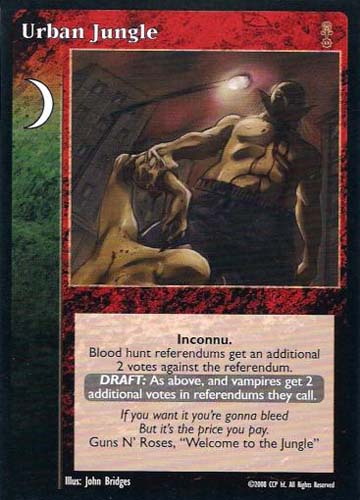 Urban Jungle
Inconnu.
Blood hunt referendums get an additional
2 votes against the referendum.
DRAFT: As above, and vampires get 2
additional votes in referendums they call.
If you want it you're gonna bleed
But it's the price you pay.
Guns N' Roses, "Welcome to the Jungle"
Illus: John Bridges
©2008 CCP hf. All Rights Reserved